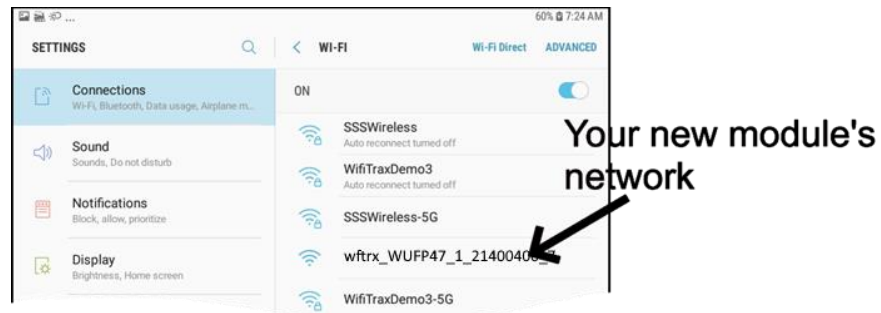 ... 60% 7:24 AM
SETTINGS
Connections
Wi-Fi, Bluetooth, Data usage, Airplane m...
Sound
Sounds, Do not disturb
Notifications
Block, allow, prioritize
Display
Brightness, Home screen
WI-FI Wi-Fi Direct ADVANCED
ON
SSSWireless
Auto reconnect turned off
WifiTraxDemo3
Auto reconnect turned off
SSSWireless-5G
WifiTraxDemo3-5G
Your new module's
network